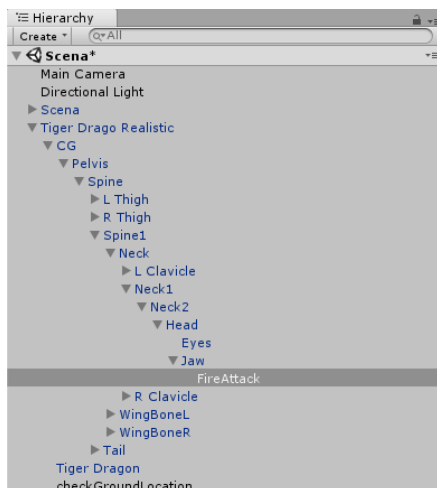 Hierarchy
Create All
Scena*
Main Camera
Directional Light
Scena
Tiger Drago Realistic
CG
Pelvis
Spine
L Thigh
R Thigh
Spine1
Neck
L Clavicle
Neck1
Neck2
Head
Eyes
Jaw
FireAttack
R Clavicle
WingBoneL
WingBoneR
Tail
Tiger Dragon
checkGroundLocation